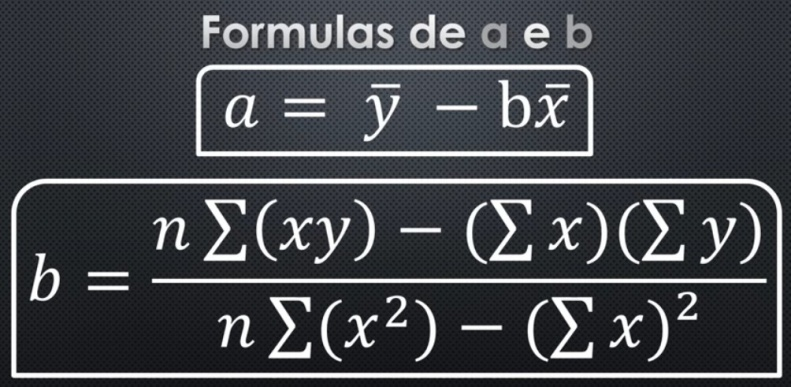 Formulas de a e b
a = y̅ − bx̅
b = n ∑(xy) − (∑ x)(∑ y) / n ∑(x²) − (∑ x)²